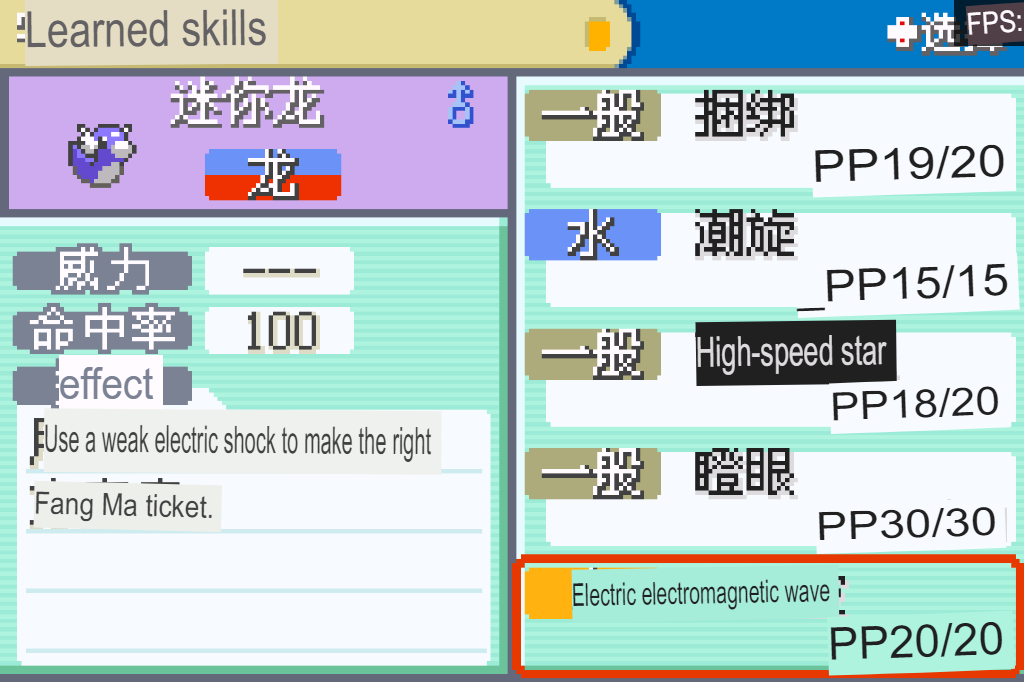 Learned skills
选
FPS:
迷你龙
龙
威力
---
命中率
100
effect
Use a weak electric shock to make the right
Fang Ma ticket.
一般 捆绑
PP19/20
水 潮旋
_PP15/15
一般 High-speed star
PP18/20
一般 瞪眼
PP30/30
Electric electromagnetic wave
PP20/20